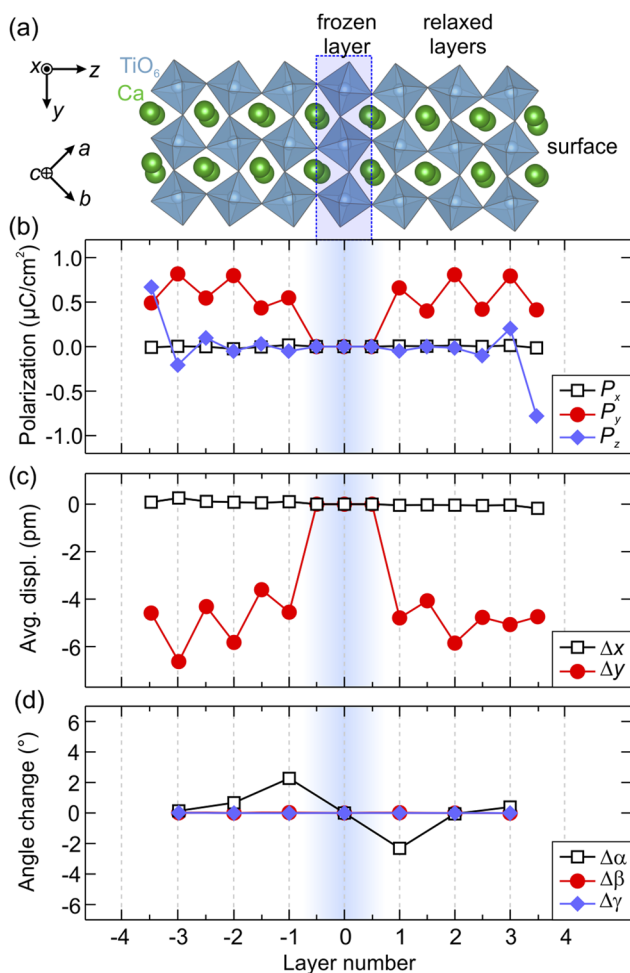 (a)
frozen layer
relaxed layers
x
z
y
TiO₆
Ca
a
c
b
surface
(b)
Polarization (µC/cm²)
1.0
0.5
0.0
-0.5
-1.0
Pₓ
P_y
P_z
(c)
Avg. displ. (pm)
0
-2
-4
-6
Δx
Δy
(d)
Angle change (°)
6
4
2
0
-2
-4
-6
Δα
Δβ
Δγ
-4 -3 -2 -1 0 1 2 3 4
Layer number